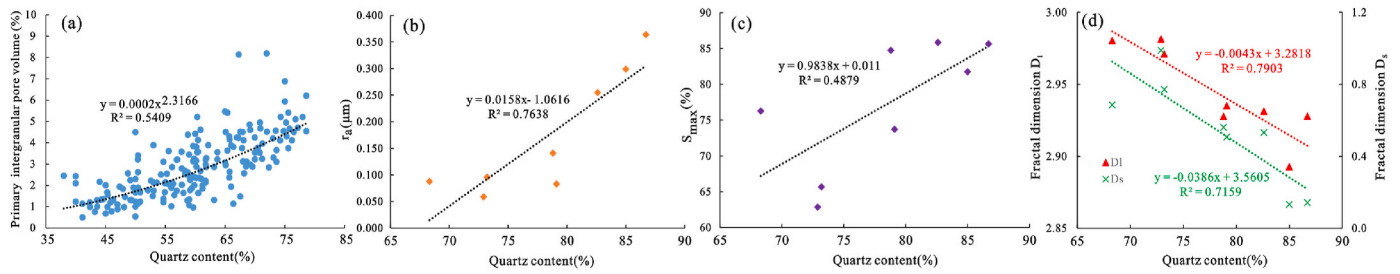 (a)
Primary intergranular pore volume (%)
10
9
8
7
6
5
4
3
2
1
0
y = 0.0002x^2.3166
R² = 0.5409
35 45 55 65 75 85
Quartz content(%)
(b)
rₐ(μm)
0.400
0.350
0.300
0.250
0.200
0.150
0.100
0.050
0.000
y = 0.0158x- 1.0616
R² = 0.7638
65 70 75 80 85 90
Quartz content(%)
(c)
Sₘₐₓ(%)
90
85
80
75
70
65
60
y = 0.9838x + 0.011
R² = 0.4879
65 70 75 80 85 90
Quartz content(%)
(d)
Fractal dimension Dₗ
3.00
2.95
2.90
2.85
y = -0.0043x + 3.2818
R² = 0.7903
Dl
Ds
y = -0.0386x + 3.5605
R² = 0.7159
65 70 75 80 85 90
Quartz content(%)
1.2
0.8
0.4
0.0
Fractal dimension Dₛ